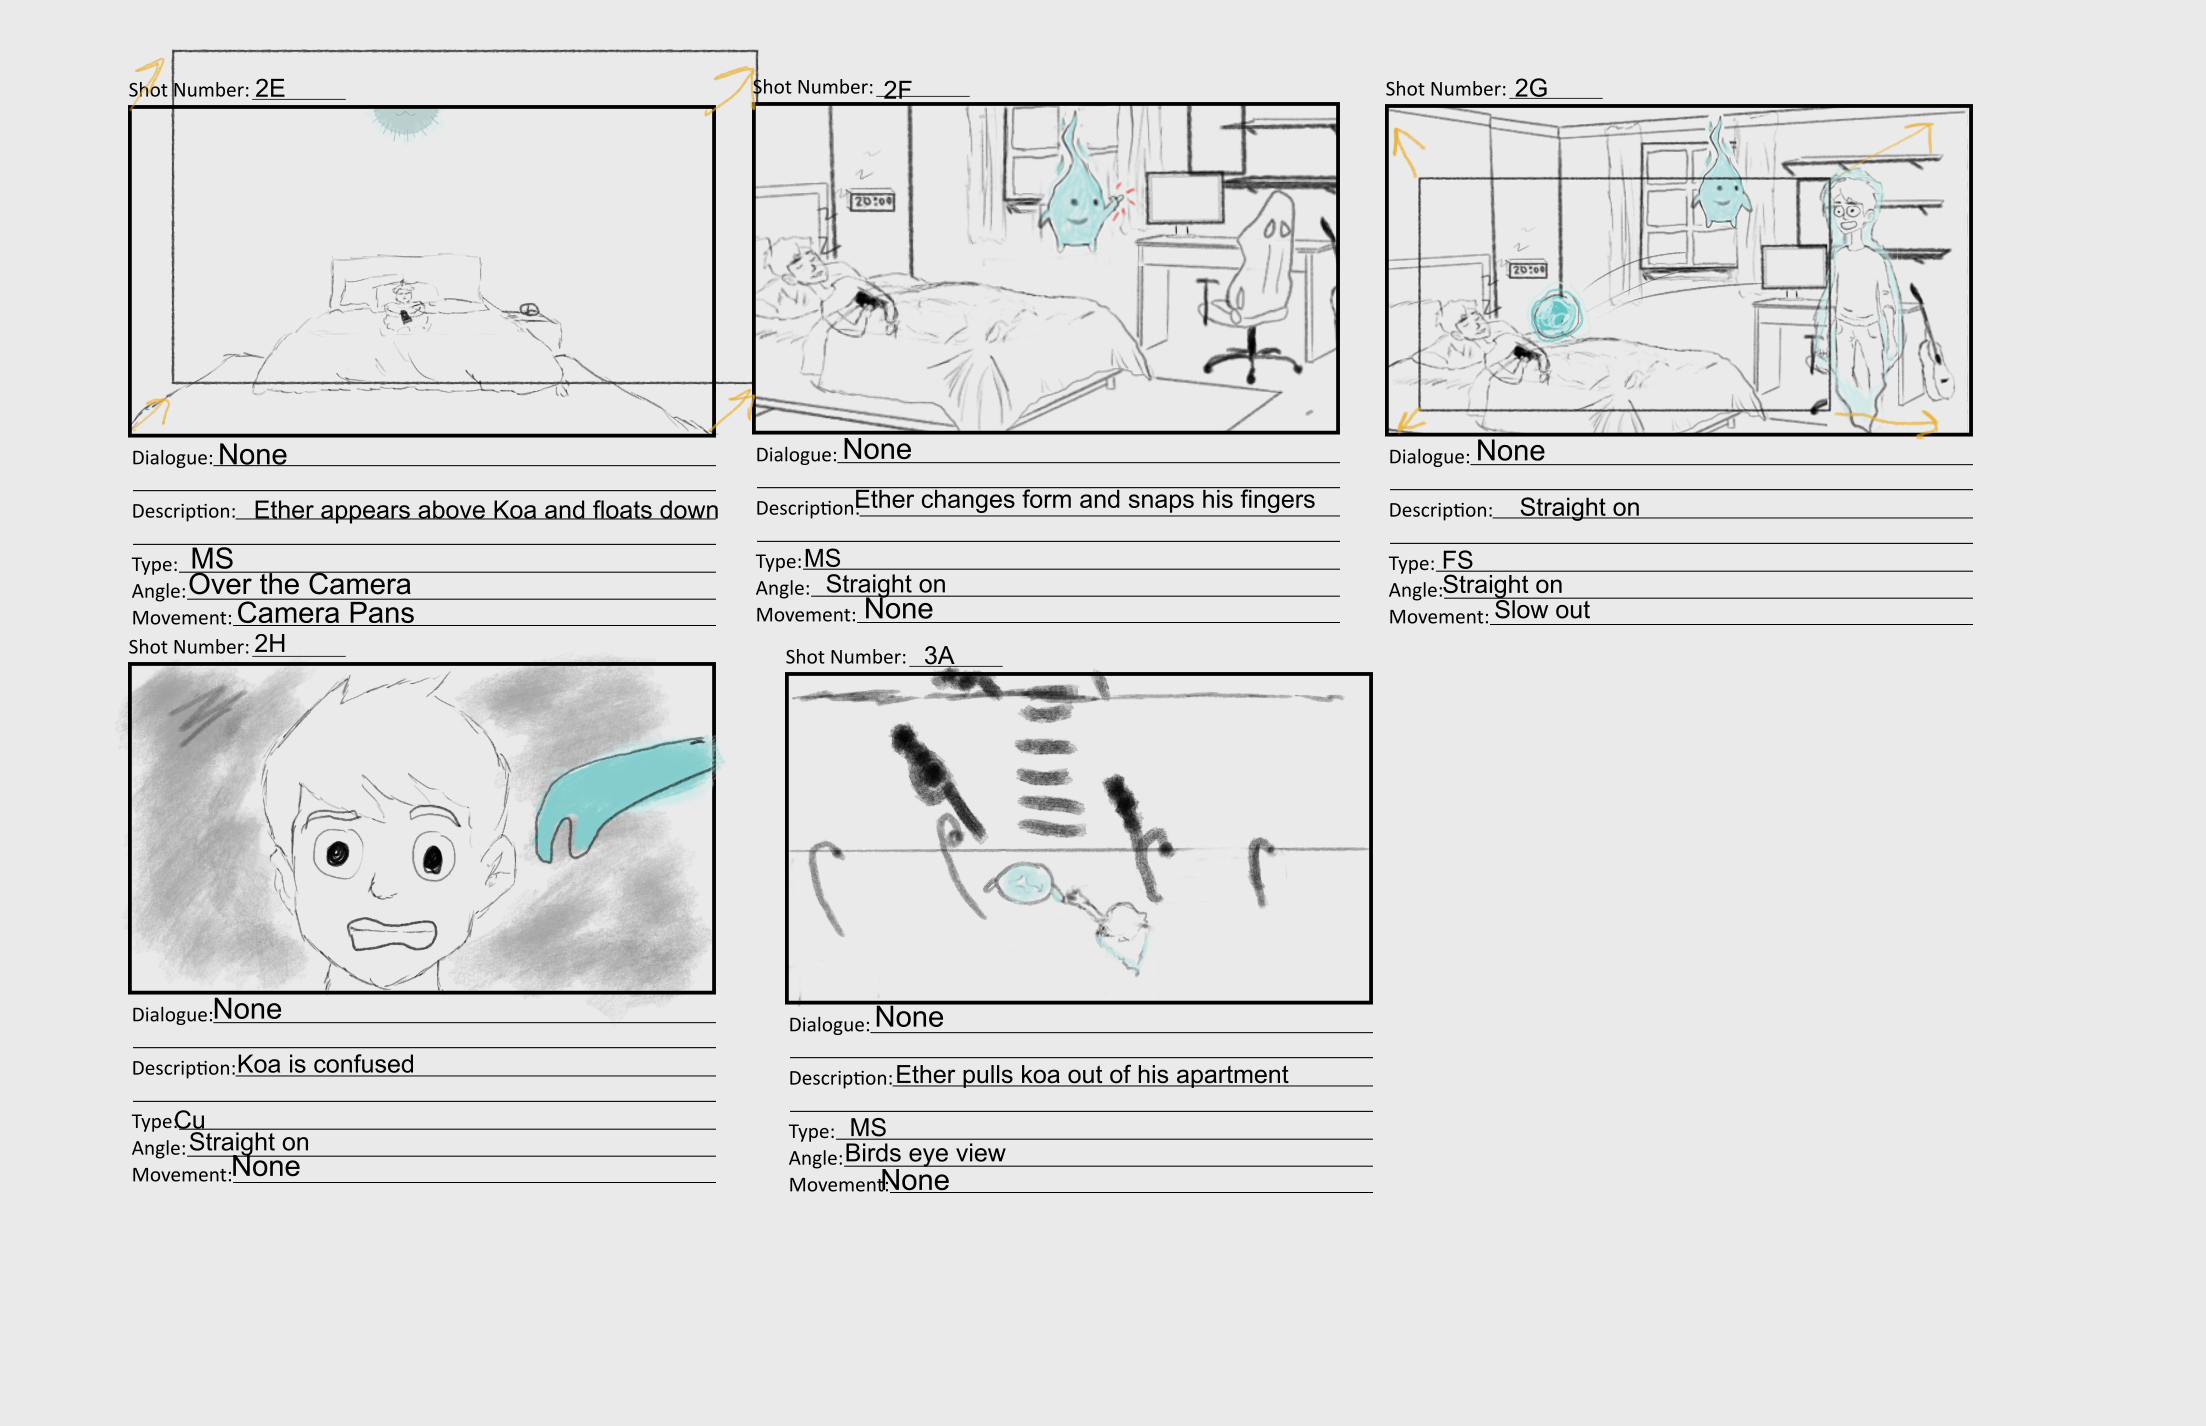 Shot Number: 2E
20:00
Dialogue: None
Description: Ether appears above Koa and floats down
Type: MS
Angle: Over the Camera
Movement: Camera Pans
Shot Number: 2F
Dialogue: None
Description: Ether changes form and snaps his fingers
Type: MS
Angle: Straight on
Movement: None
Shot Number: 2G
20:00
Dialogue: None
Description: Straight on
Type: FS
Angle: Straight on
Movement: Slow out
Shot Number: 2H
Dialogue: None
Description: Koa is confused
Type: Cu
Angle: Straight on
Movement: None
Shot Number: 3A
Dialogue: None
Description: Ether pulls koa out of his apartment
Type: MS
Angle: Birds eye view
Movement: None